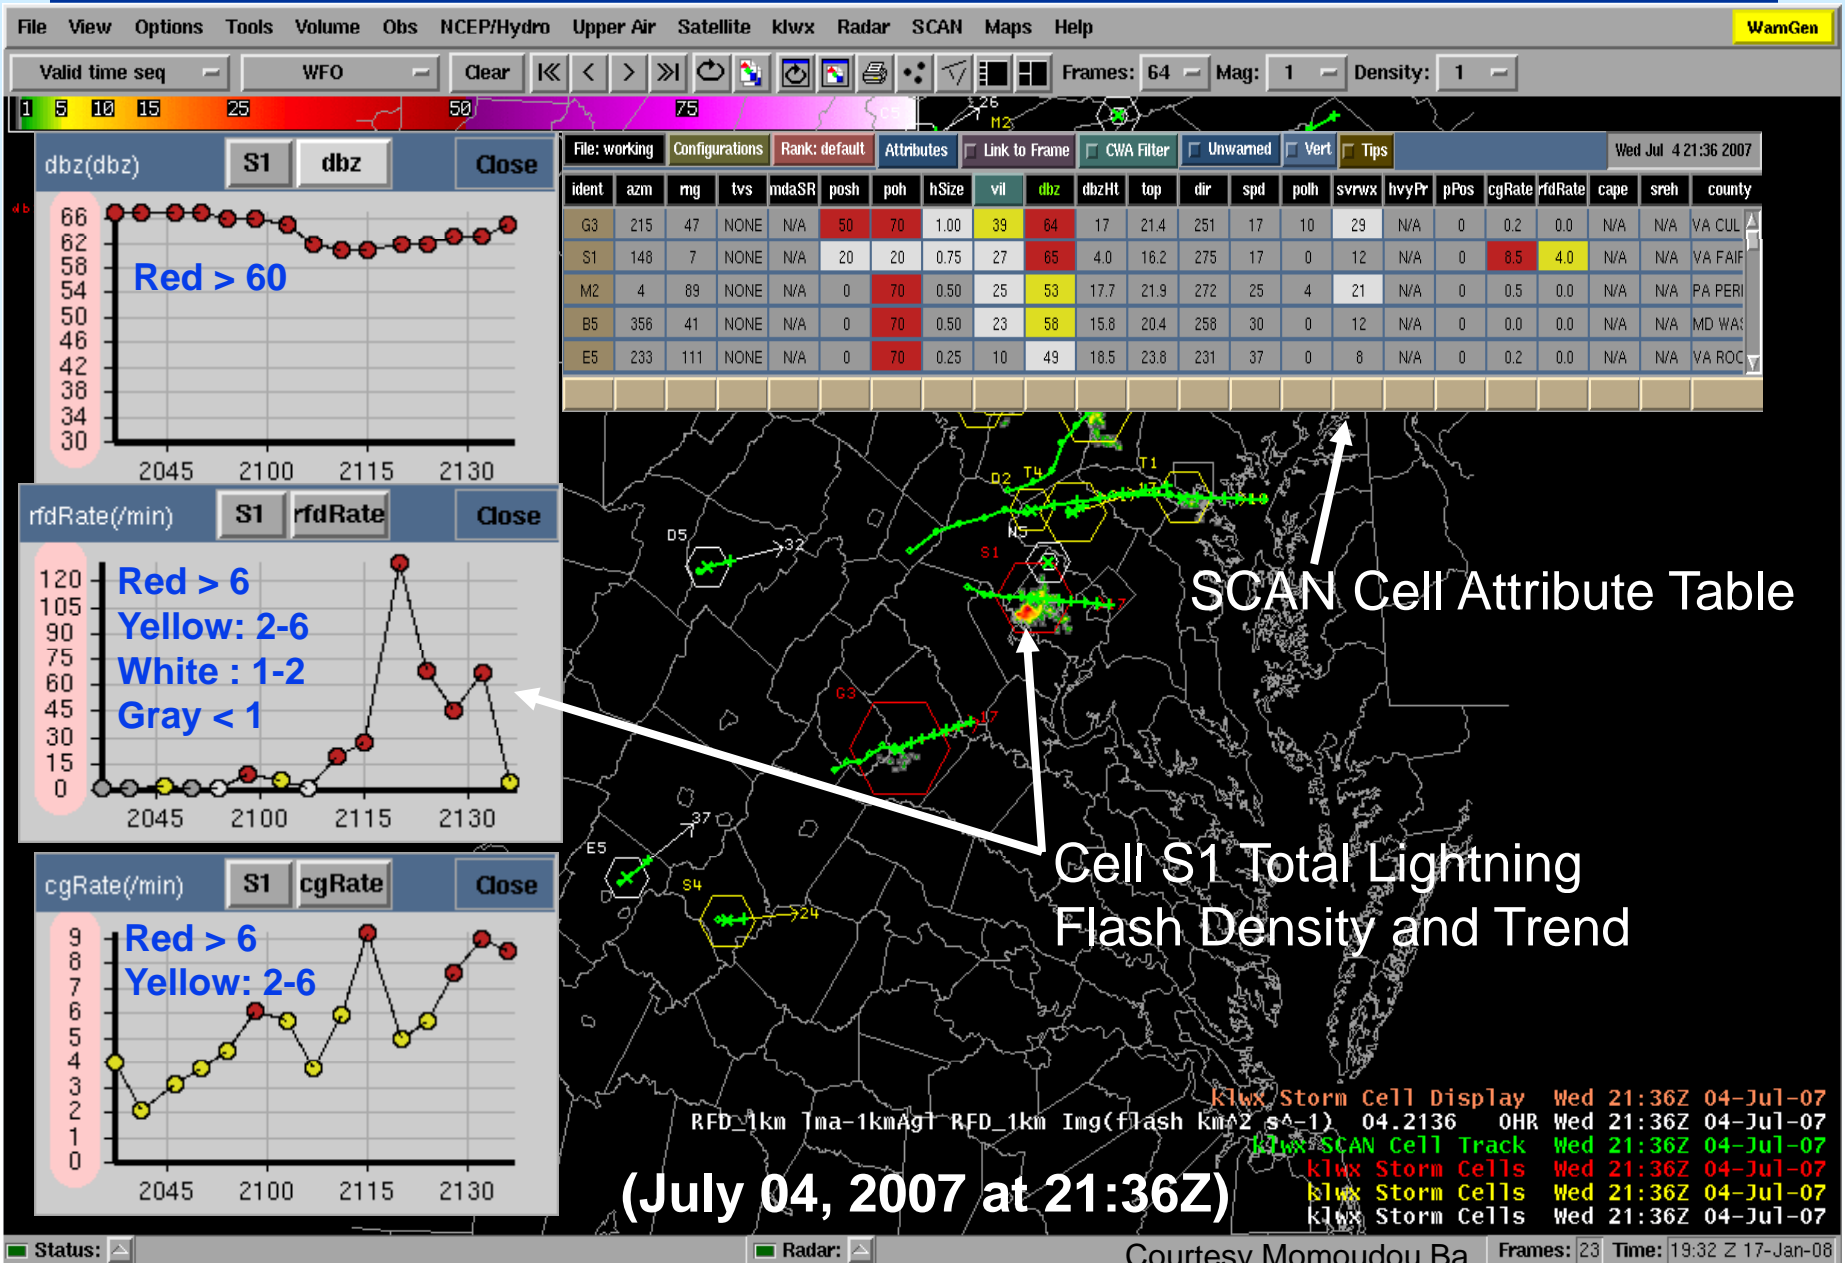 File View Options Tools Volume Obs NCEP/Hydro Upper Air Satellite klwx Radar SCAN Maps Help WarnGen
Valid time seq WFO Clear Frames: 64 Mag: 1 Density: 1
1 5 10 15 25 50 75
26
M2
dbz(dbz) S1 dbz Close
66
62
58
54
50
46
42
38
34
30
Red > 60
2045 2100 2115 2130
File: working Configurations Rank: default Attributes Link to Frame CWA Filter Unwarned Vert Tips Wed Jul 4 21:36 2007
ident azm rng tvs mdaSR posh poh hSize vil dbz dbzHt top dir spd polh svrwx hvyPr pPos cgRate rfdRate cape sreh county
G3 215 47 NONE N/A 50 70 1.00 39 64 17 21.4 251 17 10 29 N/A 0 0.2 0.0 N/A N/A VA CUL
S1 148 7 NONE N/A 20 20 0.75 27 65 4.0 16.2 275 17 0 12 N/A 0 8.5 4.0 N/A N/A VA FAIF
M2 4 89 NONE N/A 0 70 0.50 25 53 17.7 21.9 272 25 4 21 N/A 0 0.5 0.0 N/A N/A PA PERI
B5 356 41 NONE N/A 0 70 0.50 23 58 15.8 20.4 258 30 0 12 N/A 0 0.0 0.0 N/A N/A MD WAS
E5 233 111 NONE N/A 0 70 0.25 10 49 18.5 23.8 231 37 0 8 N/A 0 0.2 0.0 N/A N/A VA ROC
rfdRate(/min) S1 rfdRate Close
120
105
90
75
60
45
30
15
0
Red > 6
Yellow: 2-6
White : 1-2
Gray < 1
2045 2100 2115 2130
cgRate(/min) S1 cgRate Close
9
8
7
6
5
4
3
2
1
0
Red > 6
Yellow: 2-6
2045 2100 2115 2130
D2 T4 T1
D5 32
N5
S1
17
G3
17
E5 37
S4 24
SCAN Cell Attribute Table
Cell S1 Total Lightning
Flash Density and Trend
klwx Storm Cell Display Wed 21:36Z 04-Jul-07
RFD_1km lma-1kmAgl RFD_1km Img(flash km^2 s^-1) 04.2136 0HR Wed 21:36Z 04-Jul-07
klwx SCAN Cell Track Wed 21:36Z 04-Jul-07
klwx Storm Cells Wed 21:36Z 04-Jul-07
klwx Storm Cells Wed 21:36Z 04-Jul-07
klwx Storm Cells Wed 21:36Z 04-Jul-07
(July 04, 2007 at 21:36Z)
Status: Radar: Courtesy Momoudou Ba Frames: 23 Time: 19:32 Z 17-Jan-08